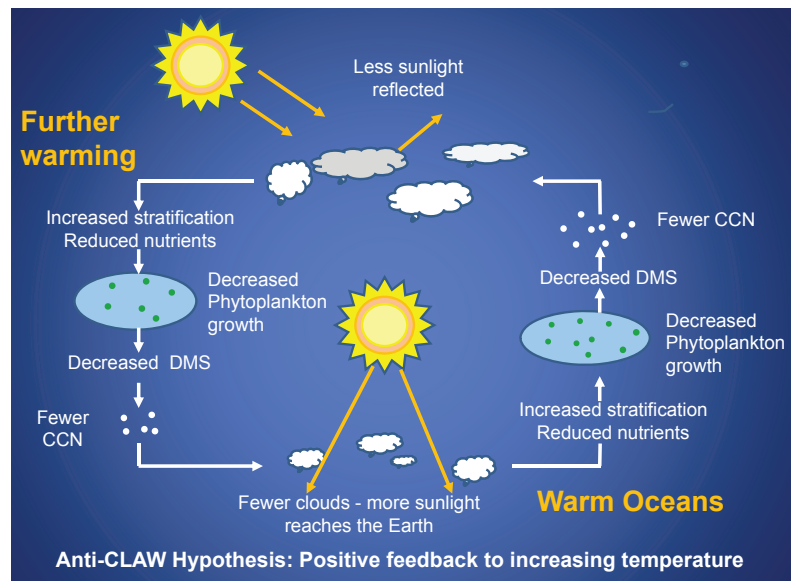 Less sunlight
reflected
Further
warming
Increased stratification
Reduced nutrients
Decreased
Phytoplankton
growth
Decreased DMS
Fewer
CCN
Fewer clouds - more sunlight
reaches the Earth
Warm Oceans
Increased stratification
Reduced nutrients
Decreased
Phytoplankton
growth
Decreased DMS
Fewer CCN
Anti-CLAW Hypothesis: Positive feedback to increasing temperature